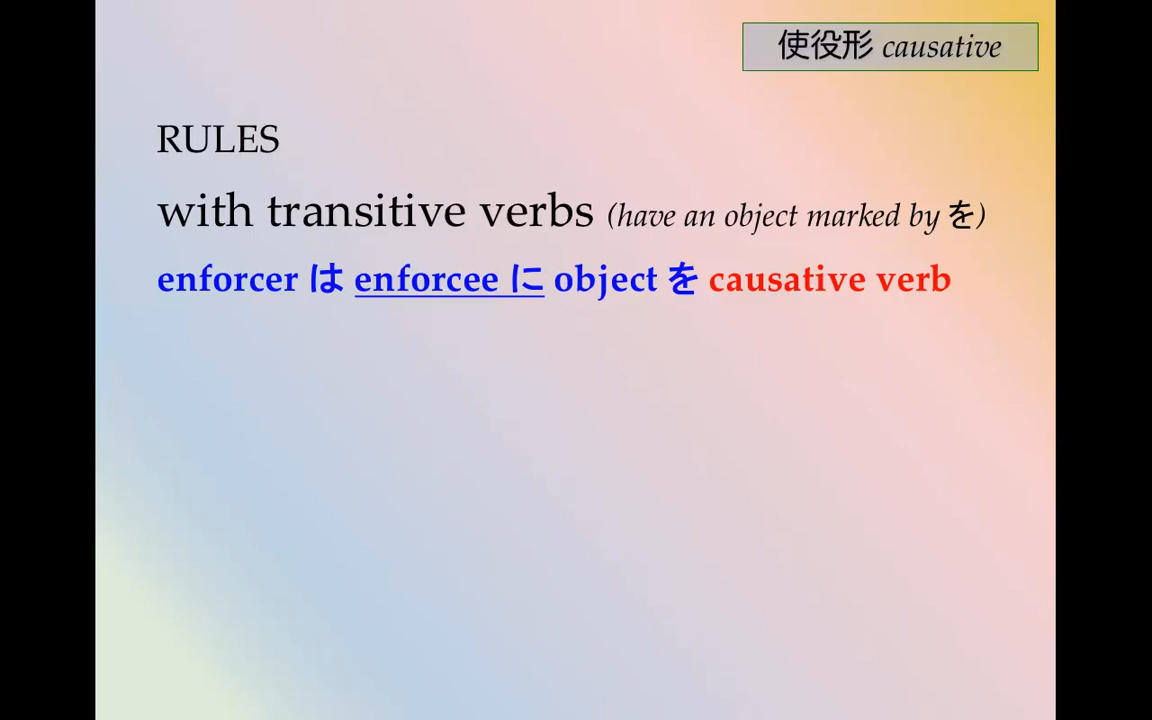 使役形 causative
RULES
with transitive verbs (have an object marked by を)
enforcer は enforcee に object を causative verb